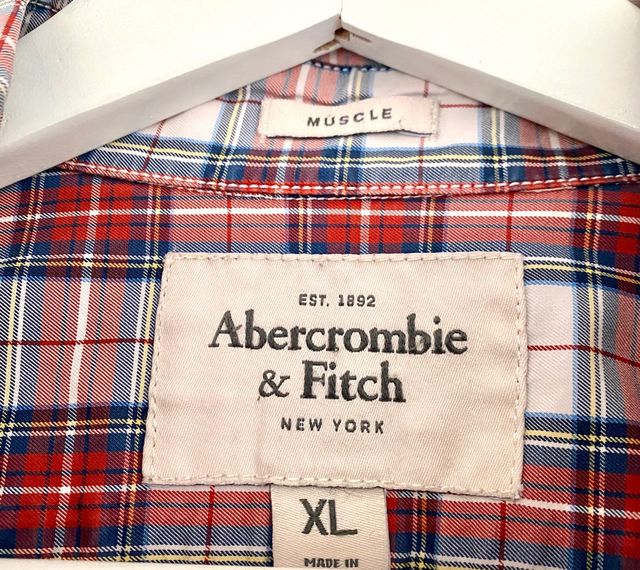 MUSCLE
EST. 1892
Abercrombie
& Fitch
NEW YORK
XL
MADE IN